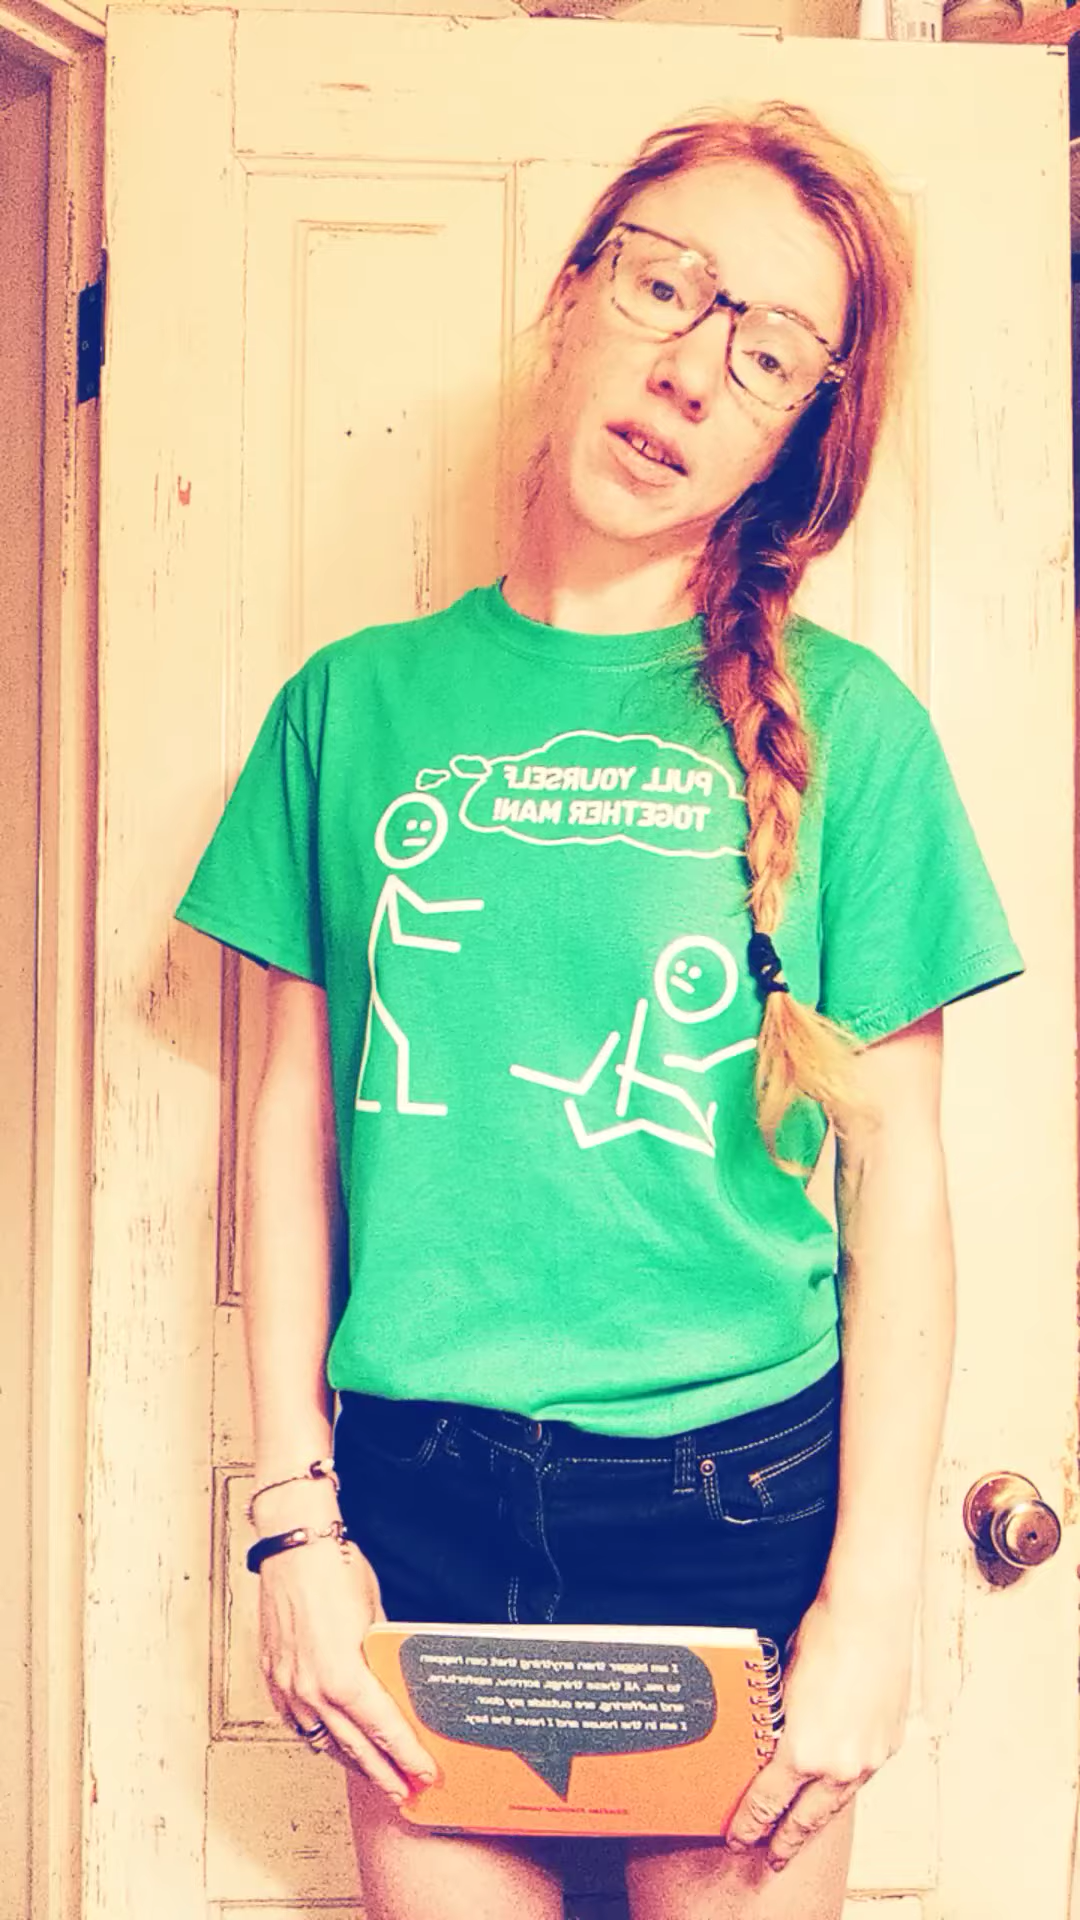 PULL YOURSELF
TOGETHER MAN!
I am bigger than anything that can happen
to me. All these things, sorrow, misfortune,
and suffering, are outside my door.
I am in the house and I have the key.